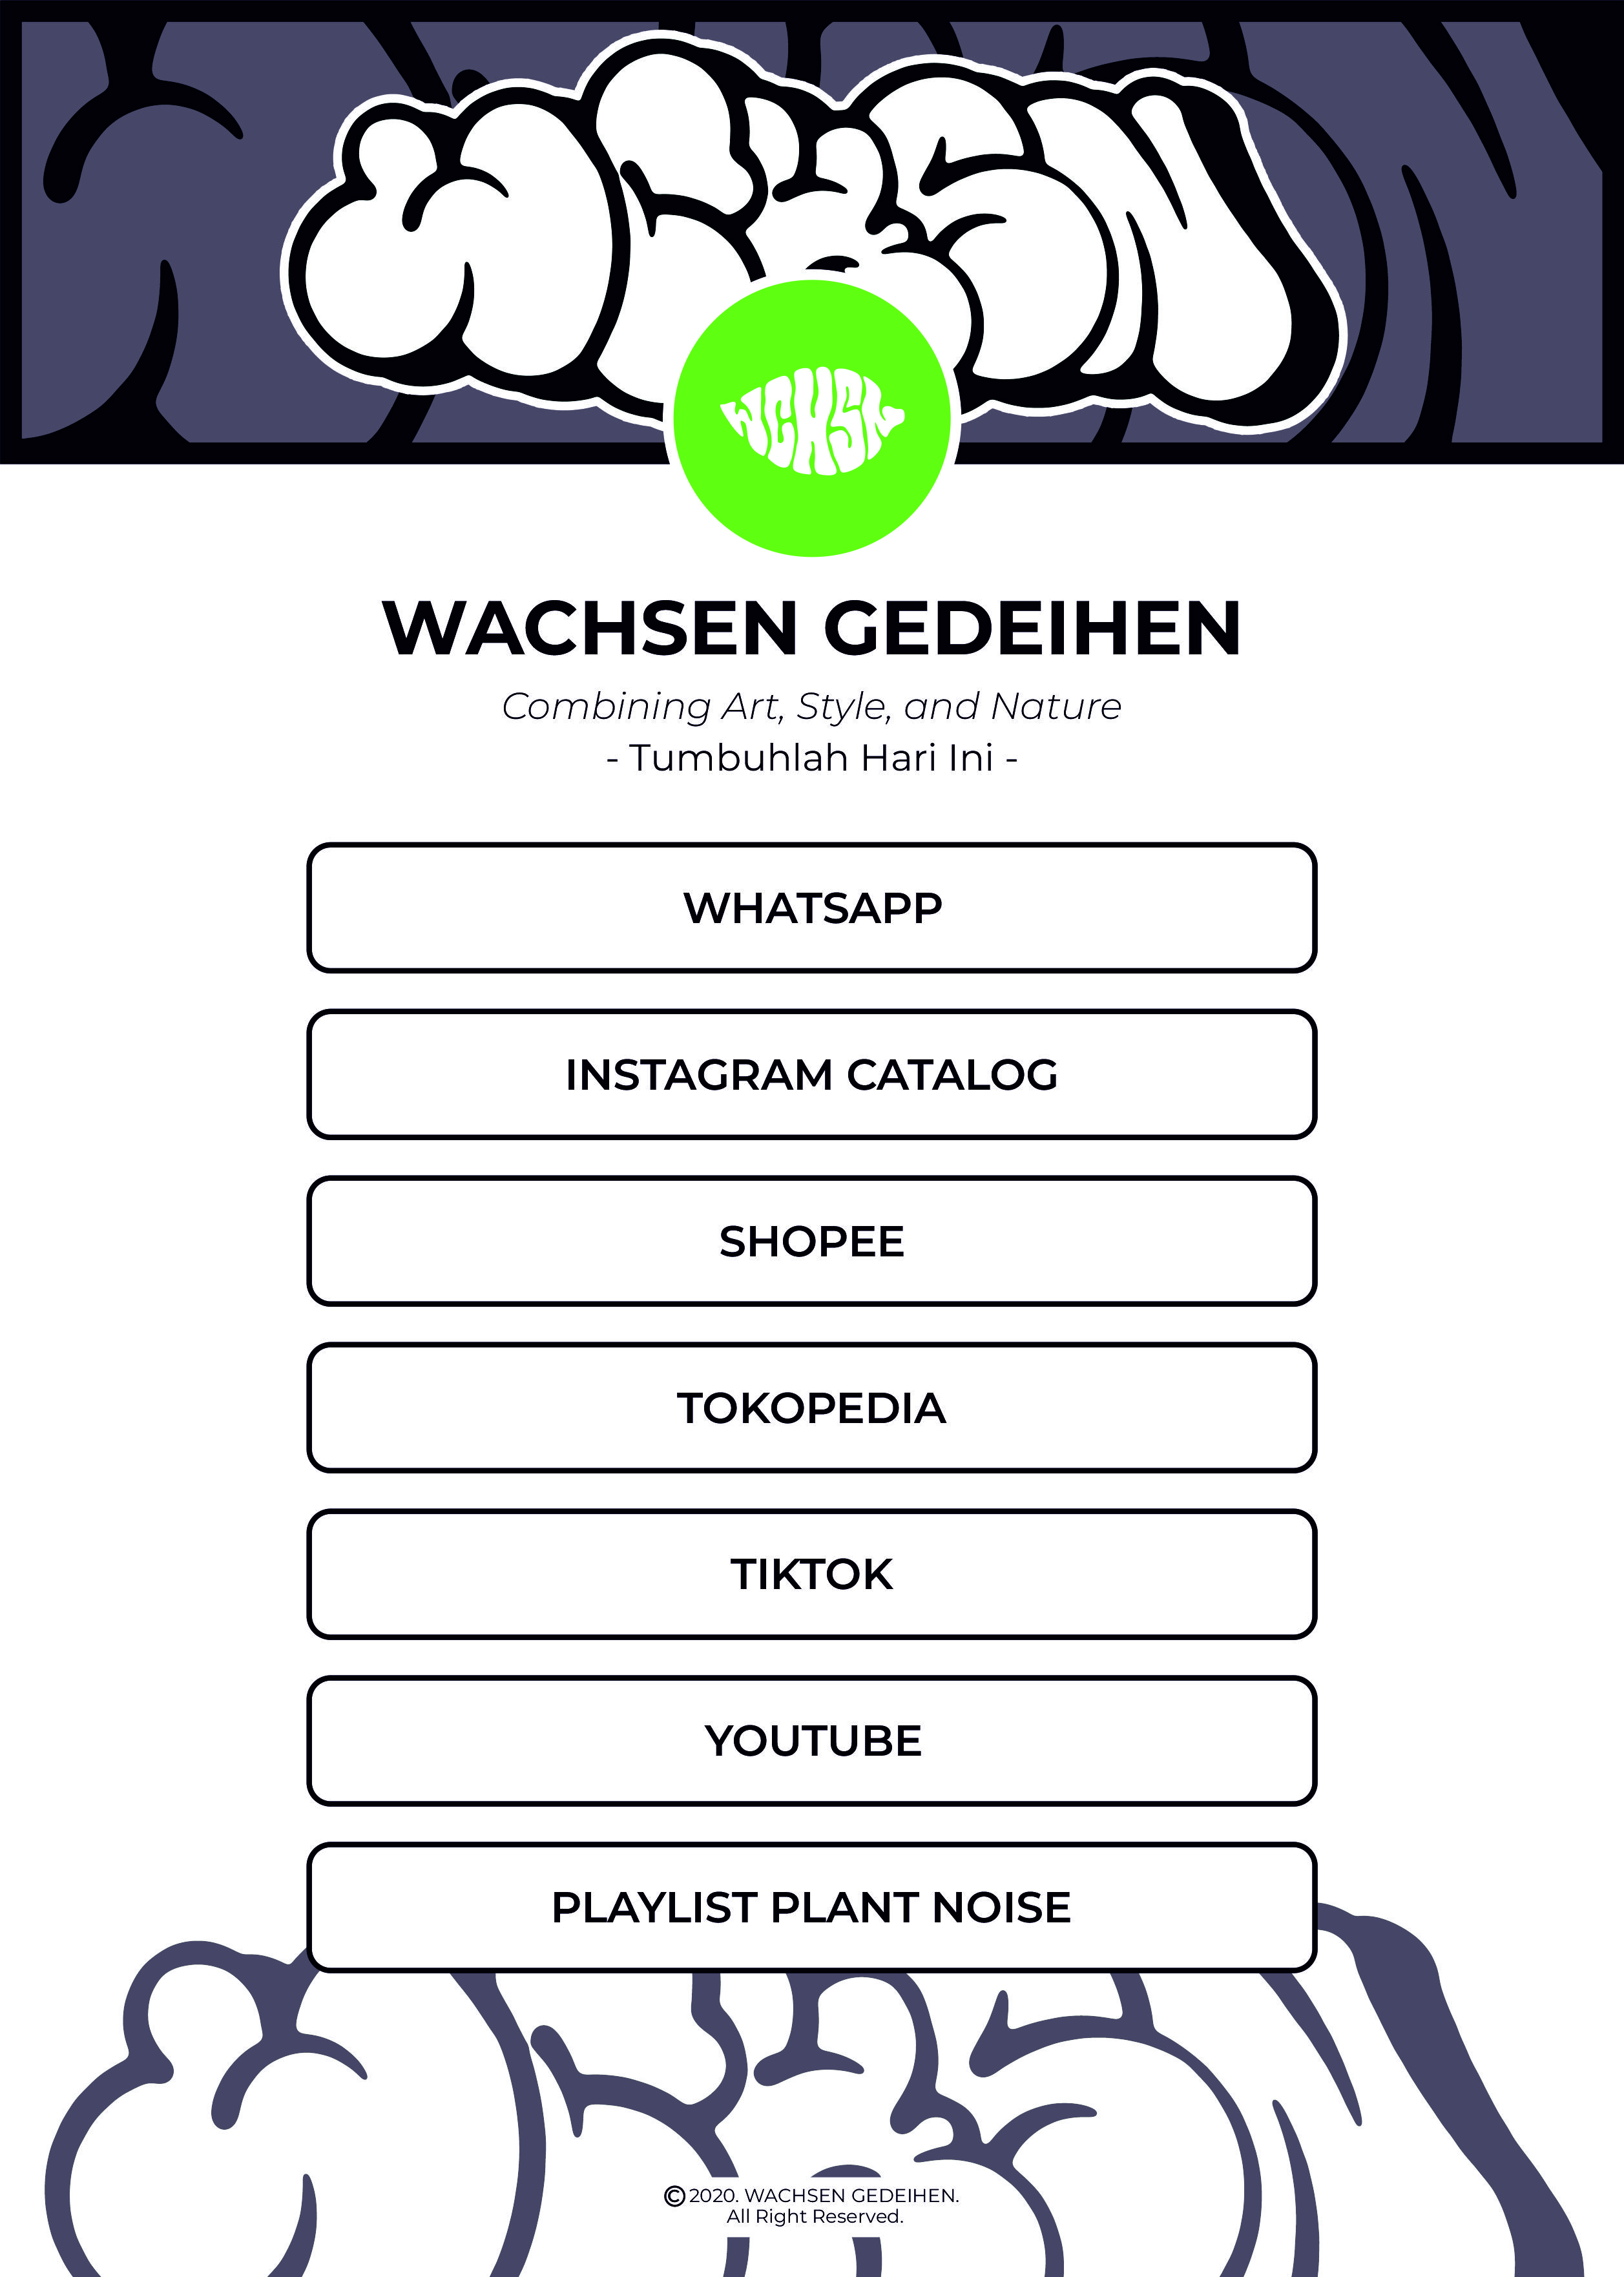 WCHSN
WACHSEN GEDEIHEN
Combining Art, Style, and Nature
- Tumbuhlah Hari Ini -
WHATSAPP
INSTAGRAM CATALOG
SHOPEE
TOKOPEDIA
TIKTOK
YOUTUBE
PLAYLIST PLANT NOISE
©2020. WACHSEN GEDEIHEN.
All Right Reserved.